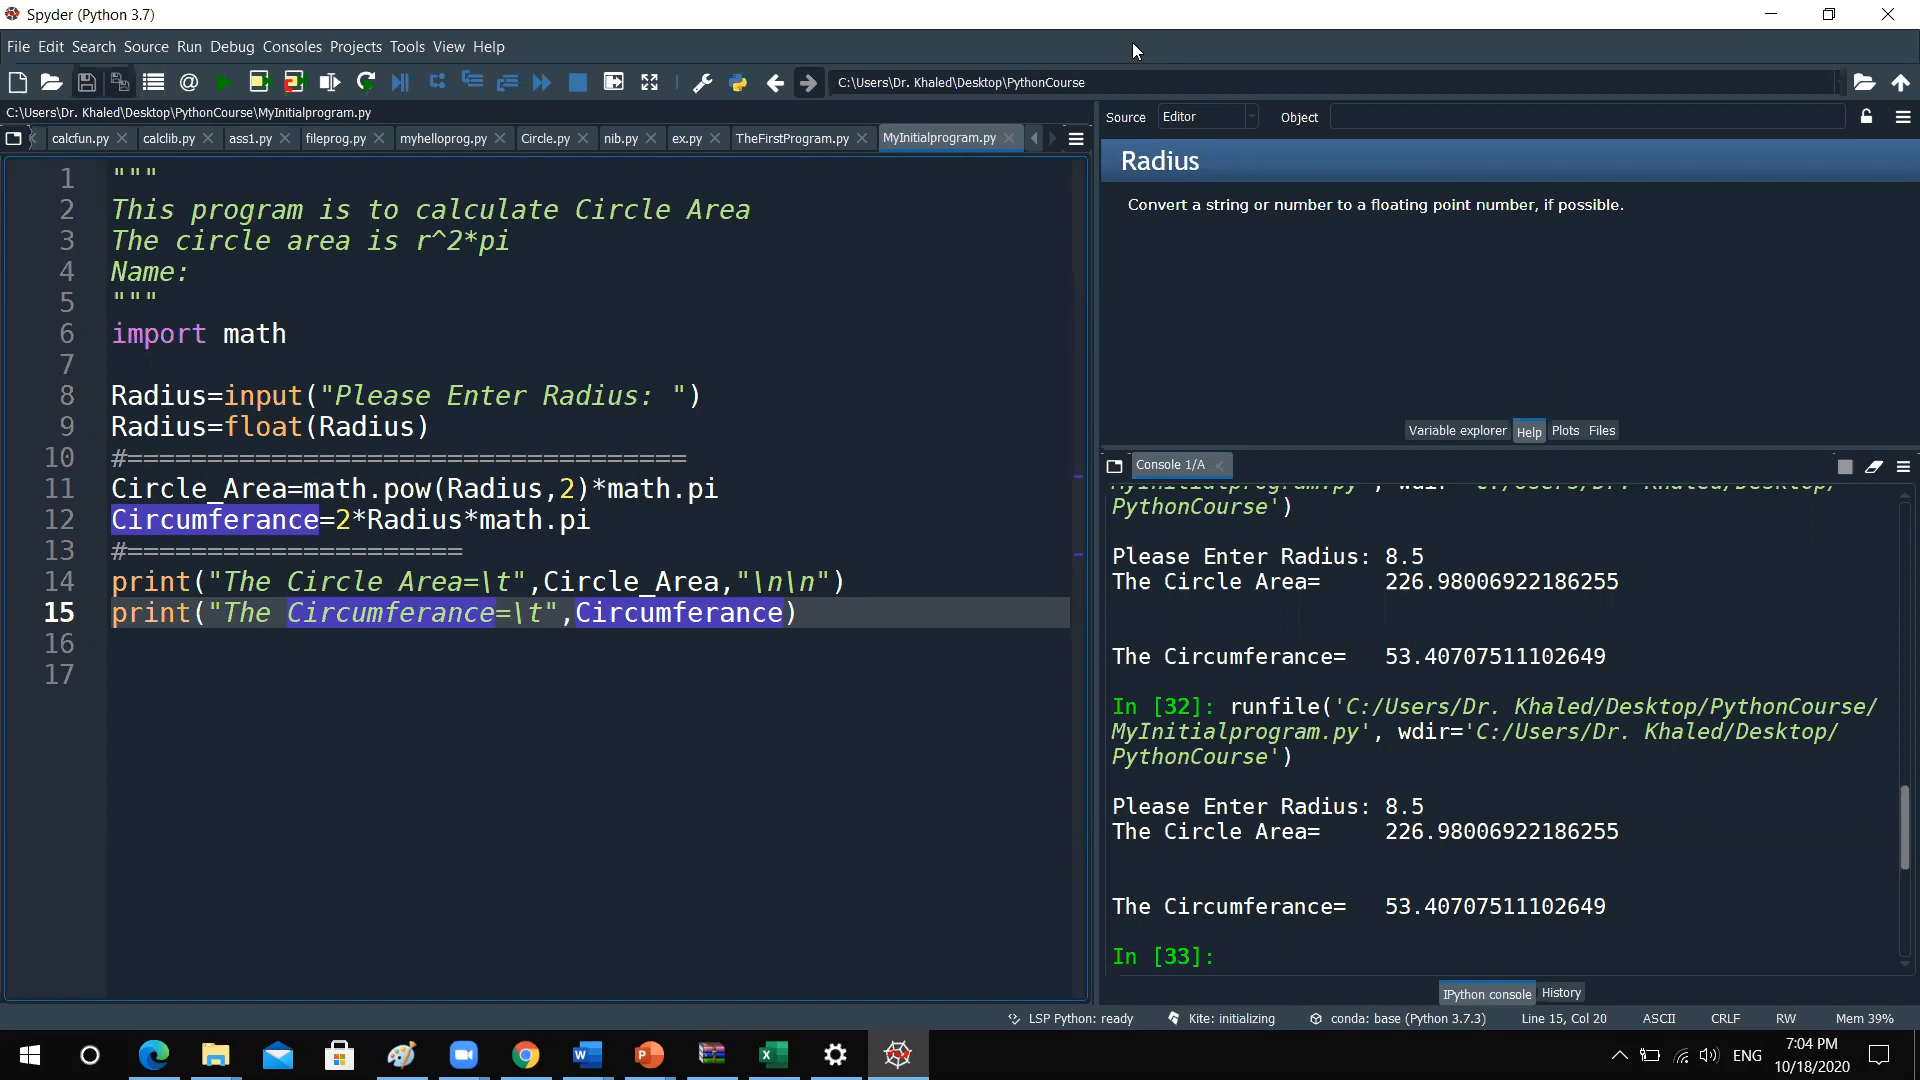 Spyder (Python 3.7)
File Edit Search Source Run Debug Consoles Projects Tools View Help
C:\Users\Dr. Khaled\Desktop\PythonCourse
C:\Users\Dr. Khaled\Desktop\PythonCourse\MyInitialprogram.py
calcfun.py calclib.py ass1.py fileprog.py myhelloprog.py Circle.py nib.py ex.py TheFirstProgram.py MyInitialprogram.py
1 """
2 This program is to calculate Circle Area
3 The circle area is r^2*pi
4 Name:
5 """
6 import math
7
8 Radius=input("Please Enter Radius: ")
9 Radius=float(Radius)
10 #===================================
11 Circle_Area=math.pow(Radius,2)*math.pi
12 Circumferance=2*Radius*math.pi
13 #=====================
14 print("The Circle Area=\t",Circle_Area,"\n\n")
15 print("The Circumferance=\t",Circumferance)
16
17
Source Editor Object
Radius
Convert a string or number to a floating point number, if possible.
Variable explorer Help Plots Files
Console 1/A
MyInitialprogram.py', wdir='C:/Users/Dr. Khaled/Desktop/
PythonCourse')
Please Enter Radius: 8.5
The Circle Area= 226.98006922186255
The Circumferance= 53.40707511102649
In [32]: runfile('C:/Users/Dr. Khaled/Desktop/PythonCourse/
MyInitialprogram.py', wdir='C:/Users/Dr. Khaled/Desktop/
PythonCourse')
Please Enter Radius: 8.5
The Circle Area= 226.98006922186255
The Circumferance= 53.40707511102649
In [33]:
IPython console History
LSP Python: ready Kite: initializing conda: base (Python 3.7.3) Line 15, Col 20 ASCII CRLF RW Mem 39%
ENG
7:04 PM
10/18/2020